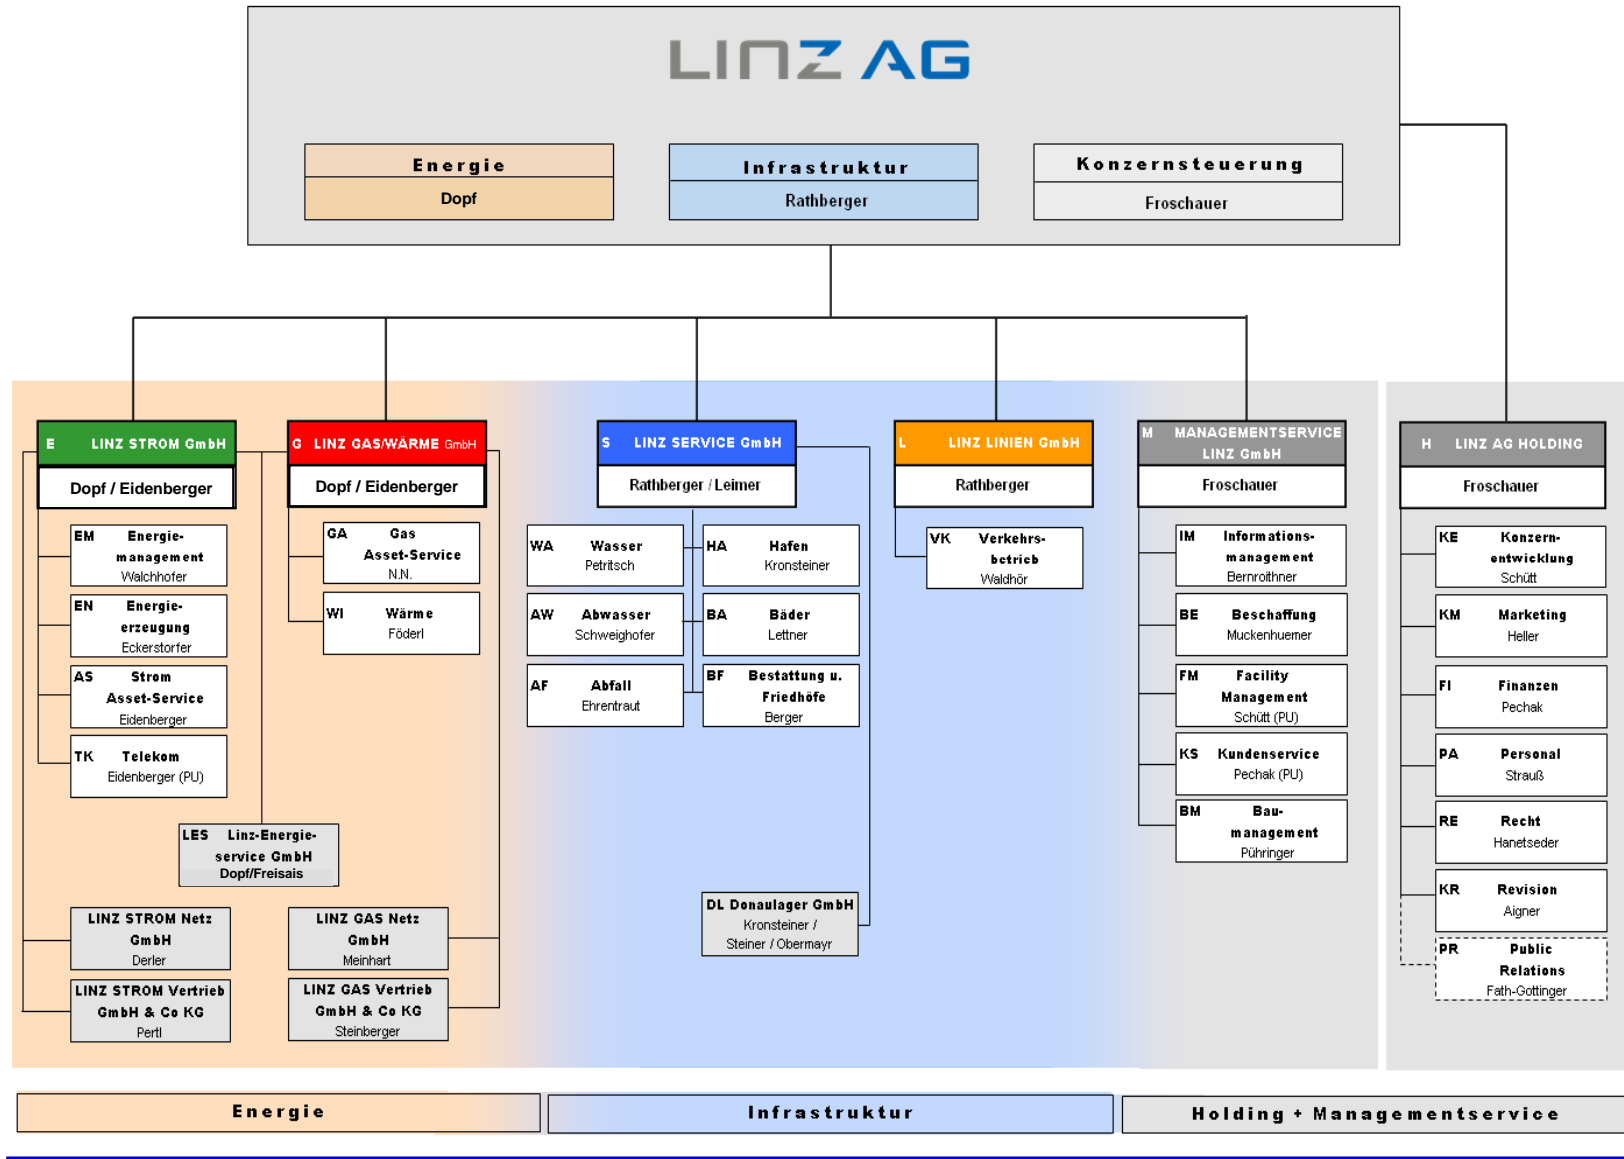 LINZ AG
Energie
Dopf
Infrastruktur
Rathberger
Konzernsteuerung
Froschauer
E LINZ STROM GmbH
Dopf / Eidenberger
EM Energie-
management
Walchhofer
EN Energie-
erzeugung
Eckerstorfer
AS Strom
Asset-Service
Eidenberger
TK Telekom
Eidenberger (PU)
LES Linz-Energie-
service GmbH
Dopf/Freisais
LINZ STROM Netz
GmbH
Derler
LINZ STROM Vertrieb
GmbH & Co KG
Pertl
G LINZ GAS/WÄRME GmbH
Dopf / Eidenberger
GA Gas
Asset-Service
N.N.
WI Wärme
Föderl
LINZ GAS Netz
GmbH
Meinhart
LINZ GAS Vertrieb
GmbH & Co KG
Steinberger
S LINZ SERVICE GmbH
Rathberger / Leimer
WA Wasser
Petritsch
AW Abwasser
Schweighofer
AF Abfall
Ehrentraut
HA Hafen
Kronsteiner
BA Bäder
Lettner
BF Bestattung u.
Friedhöfe
Berger
DL Donaulager GmbH
Kronsteiner /
Steiner / Obermayr
L LINZ LINIEN GmbH
Rathberger
VK Verkehrs-
betrieb
Waldhör
M MANAGEMENTSERVICE
LINZ GmbH
Froschauer
IM Informations-
management
Bernroithner
BE Beschaffung
Muckenhuemer
FM Facility
Management
Schütt (PU)
KS Kundenservice
Pechak (PU)
BM Bau-
management
Pühringer
H LINZ AG HOLDING
Froschauer
KE Konzern-
entwicklung
Schütt
KM Marketing
Heller
FI Finanzen
Pechak
PA Personal
Strauß
RE Recht
Hanetseder
KR Revision
Aigner
PR Public
Relations
Fath-Gottinger
Energie
Infrastruktur
Holding + Managementservice